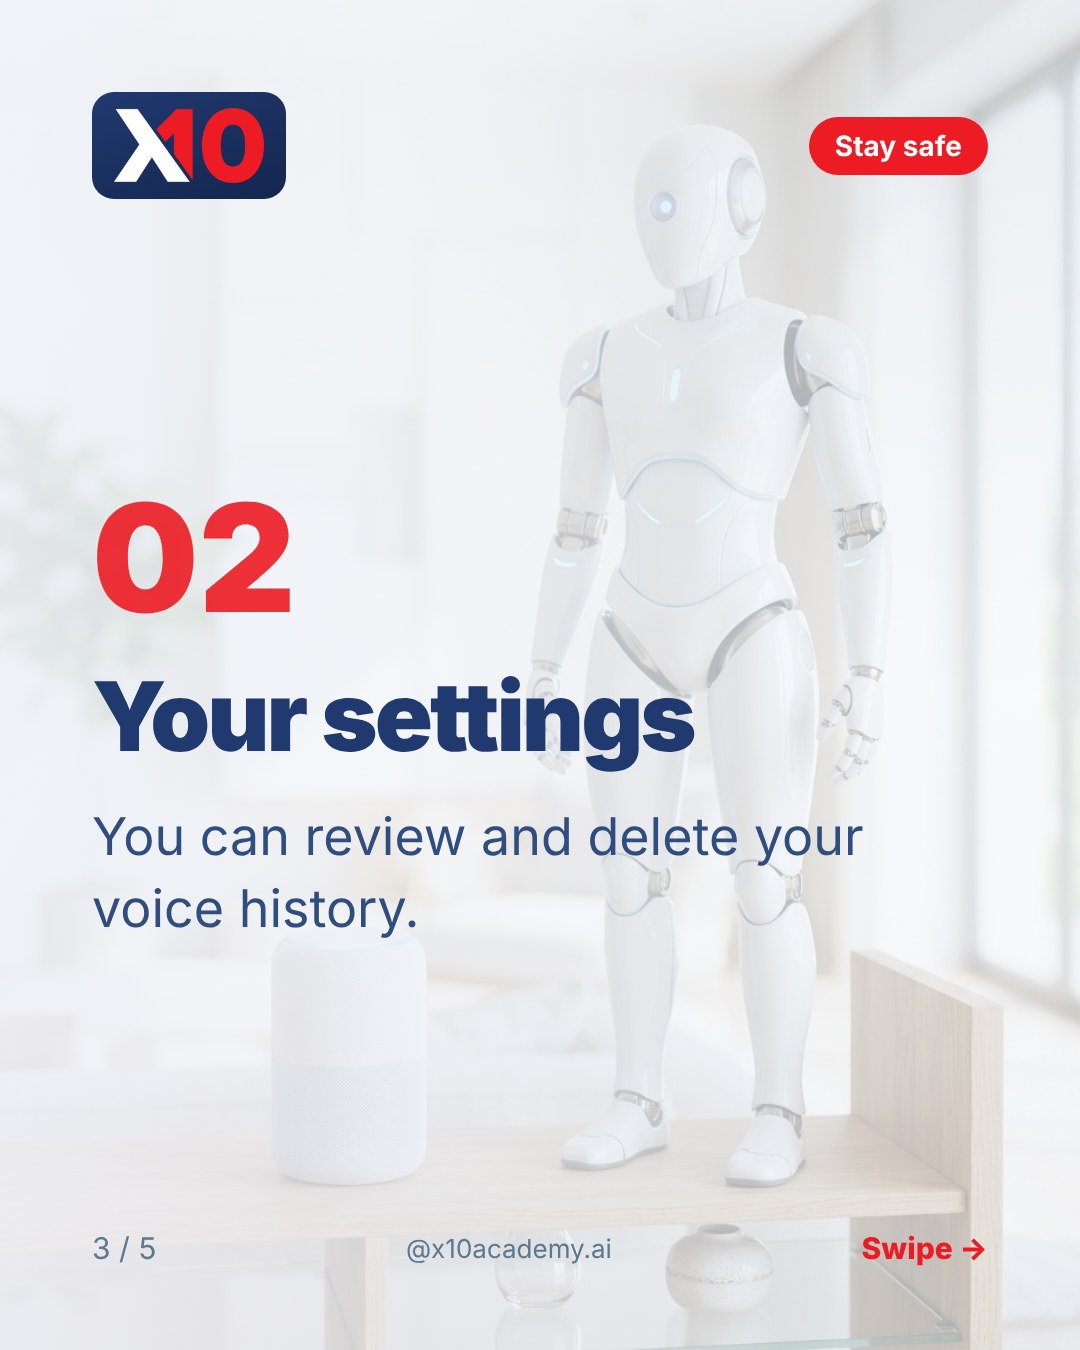 X10
Stay safe
02
Your settings
You can review and delete your
voice history.
3 / 5
@x10academy.ai
Swipe →